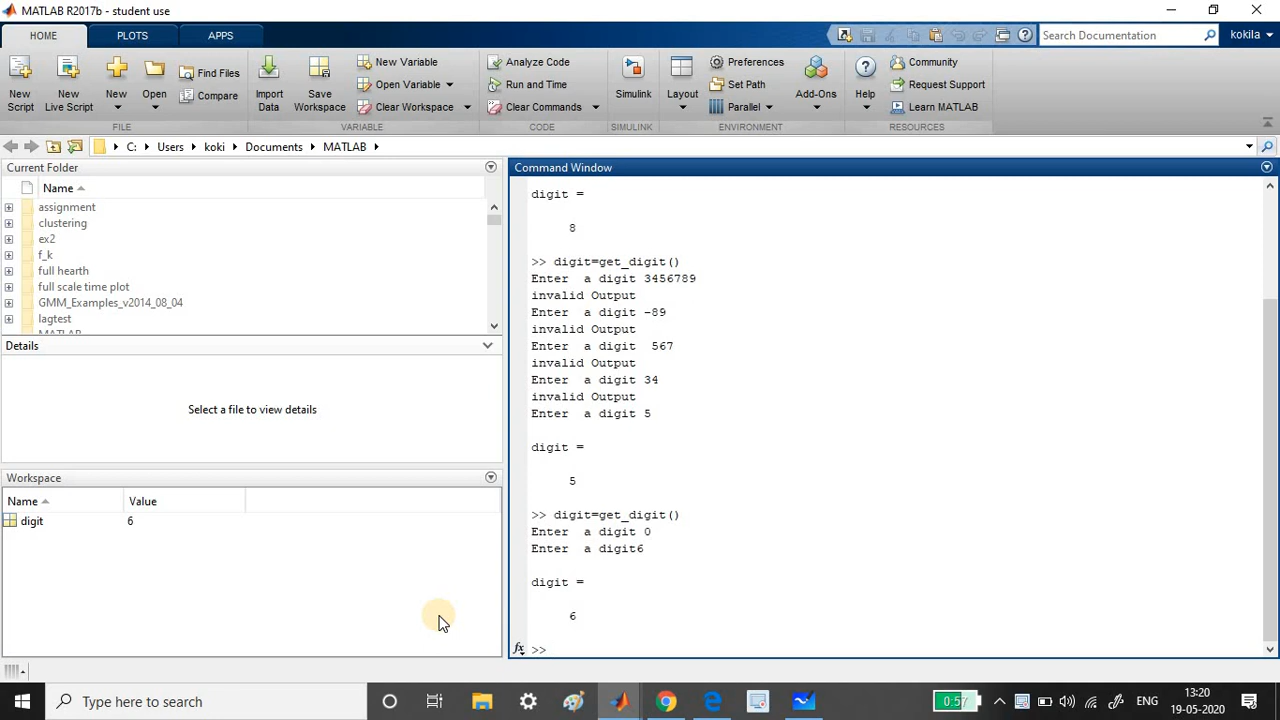 MATLAB R2017b - student use
HOME
PLOTS
APPS
Search Documentation
kokila
New Script
New Live Script
New
Open
Find Files
Compare
Import Data
Save Workspace
New Variable
Open Variable
Clear Workspace
Analyze Code
Run and Time
Clear Commands
Simulink
Layout
Preferences
Set Path
Parallel
Add-Ons
Help
Community
Request Support
Learn MATLAB
FILE
VARIABLE
CODE
SIMULINK
ENVIRONMENT
RESOURCES
C: Users koki Documents MATLAB
Current Folder
Name
assignment
clustering
ex2
f_k
full hearth
full scale time plot
GMM_Examples_v2014_08_04
lagtest
MATLAB
Details
Select a file to view details
Workspace
Name Value
digit 6
Command Window
digit =
8
>> digit=get_digit()
Enter  a digit 3456789
invalid Output
Enter  a digit -89
invalid Output
Enter  a digit  567
invalid Output
Enter  a digit 34
invalid Output
Enter  a digit 5
digit =
5
>> digit=get_digit()
Enter  a digit 0
Enter  a digit6
digit =
6
fx >>
Type here to search
0:57
ENG
13:20
19-05-2020